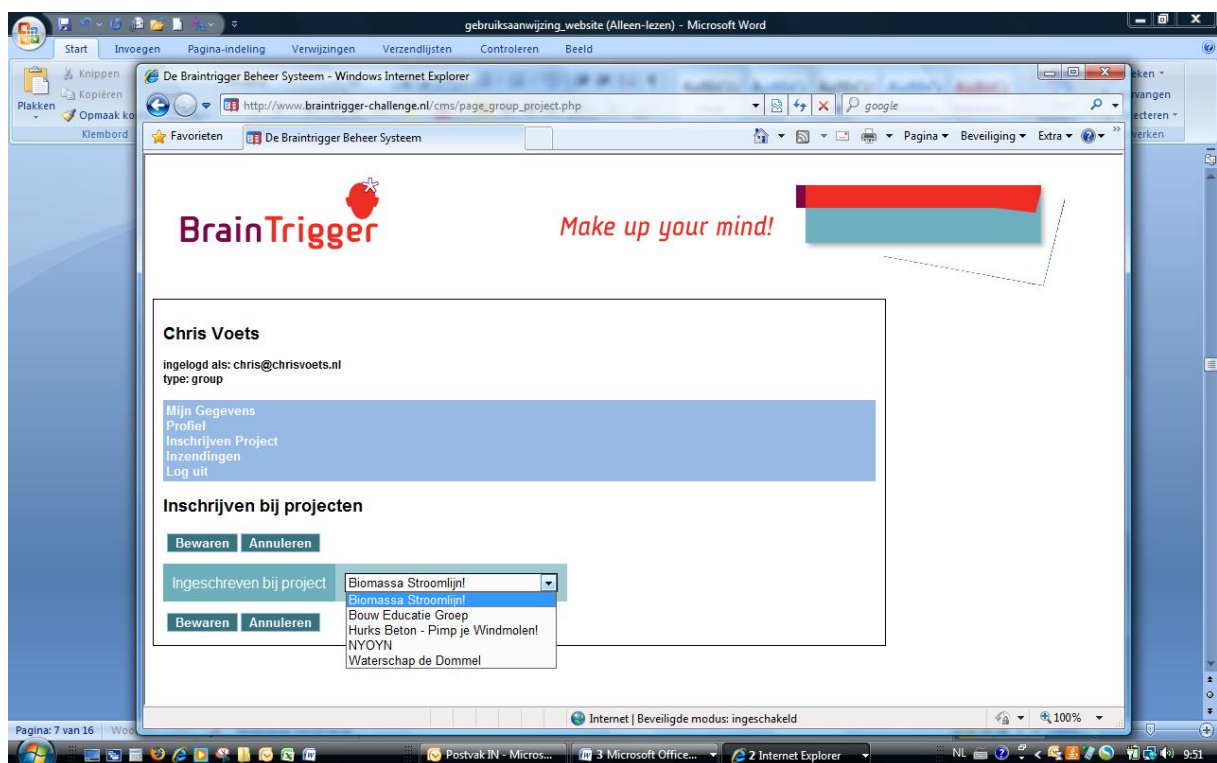 gebruiksaanwijzing_website (Alleen-lezen) - Microsoft Word
Start Invoegen Pagina-indeling Verwijzingen Verzendlijsten Controleren Beeld
Knippen
Kopiëren
Plakken
Opmaak ko
Klembord
De Braintrigger Beheer Systeem - Windows Internet Explorer
http://www.braintrigger-challenge.nl/cms/page_group_project.php
google
Favorieten
De Braintrigger Beheer Systeem
Pagina Beveiliging Extra
BrainTrigger
Make up your mind!
Chris Voets
ingelogd als: chris@chrisvoets.nl
type: group
Mijn Gegevens
Profiel
Inschrijven Project
Inzendingen
Log uit
Inschrijven bij projecten
Bewaren Annuleren
Ingeschreven bij project Biomassa Stroomlijn!
Biomassa Stroomlijn!
Bouw Educatie Groep
Hurks Beton - Pimp je Windmolen!
NYOYN
Waterschap de Dommel
Bewaren Annuleren
Internet | Beveiligde modus: ingeschakeld
100%
Pagina: 7 van 16
Postvak IN - Micros...
3 Microsoft Office...
2 Internet Explorer
NL
9:51